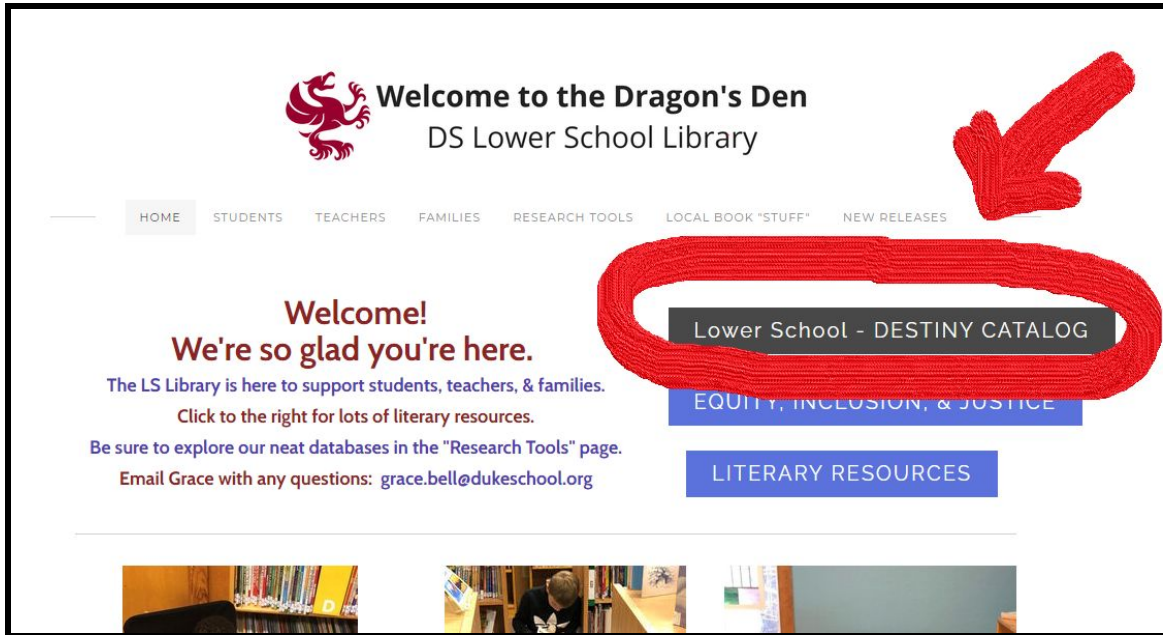 Welcome to the Dragon's Den
DS Lower School Library
HOME STUDENTS TEACHERS FAMILIES RESEARCH TOOLS LOCAL BOOK "STUFF" NEW RELEASES
Welcome!
We're so glad you're here.
The LS Library is here to support students, teachers, & families.
Click to the right for lots of literary resources.
Be sure to explore our neat databases in the "Research Tools" page.
Email Grace with any questions: grace.bell@dukeschool.org
Lower School - DESTINY CATALOG
EQUITY, INCLUSION, & JUSTICE
LITERARY RESOURCES
D